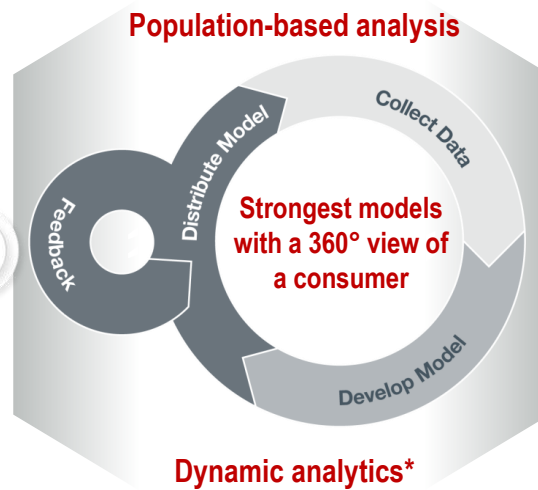 Population-based analysis
Collect Data
Distribute Model
Feedback
Strongest models
with a 360° view of
a consumer
Develop Model
Dynamic analytics*